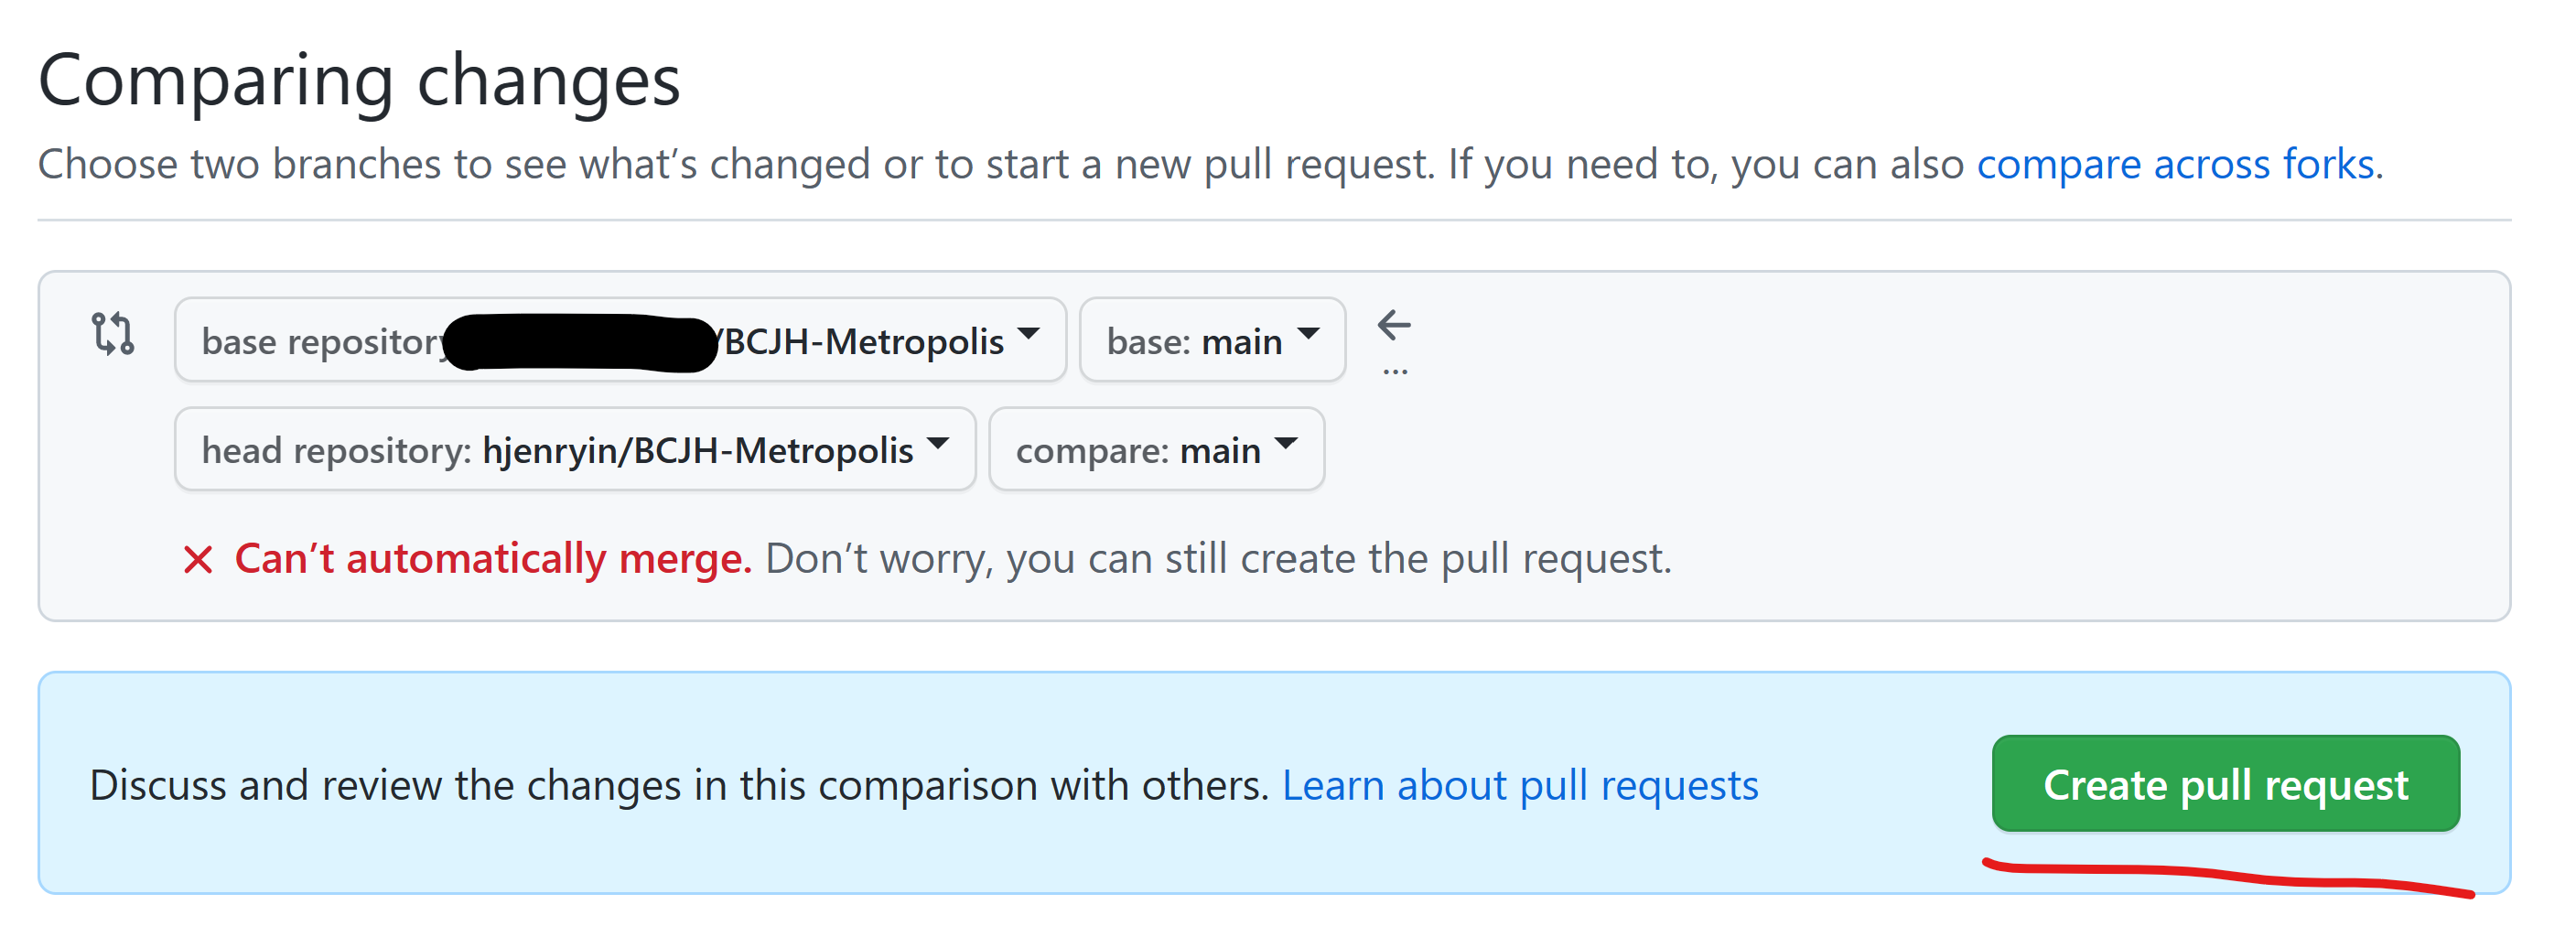 Comparing changes
Choose two branches to see what’s changed or to start a new pull request. If you need to, you can also compare across forks.
base repository /BCJH-Metropolis base: main
...
head repository: hjenryin/BCJH-Metropolis compare: main
Can’t automatically merge. Don’t worry, you can still create the pull request.
Discuss and review the changes in this comparison with others. Learn about pull requests Create pull request